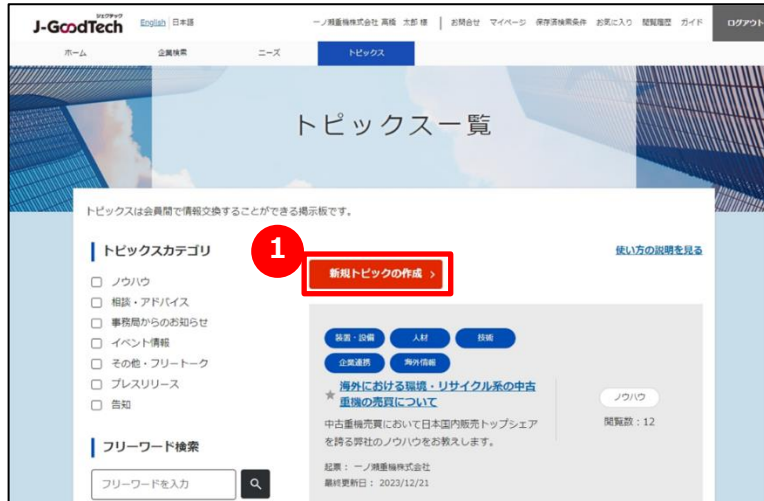 ジェグテック
J-GoodTech
English 日本語
一ノ瀬重機株式会社 高橋 太郎 様 | お問合せ マイページ 保存済検索条件 お気に入り 閲覧履歴 ガイド ログアウト
ホーム 企業検索 ニーズ トピックス
トピックス一覧
トピックスは会員間で情報交換することができる掲示板です。
トピックスカテゴリ
ノウハウ
相談・アドバイス
事務局からのお知らせ
イベント情報
その他・フリートーク
プレスリリース
告知
フリーワード検索
フリーワードを入力
1
新規トピックの作成 >
使い方の説明を見る
装置・設備 人材 技術
企業連携 海外情報
★ 海外における環境・リサイクル系の中古
重機の売買について
中古重機売買において日本国内販売トップシェア
を誇る弊社のノウハウをお教えします。
起票： 一ノ瀬重機株式会社
最終更新日： 2023/12/21
ノウハウ
閲覧数：12